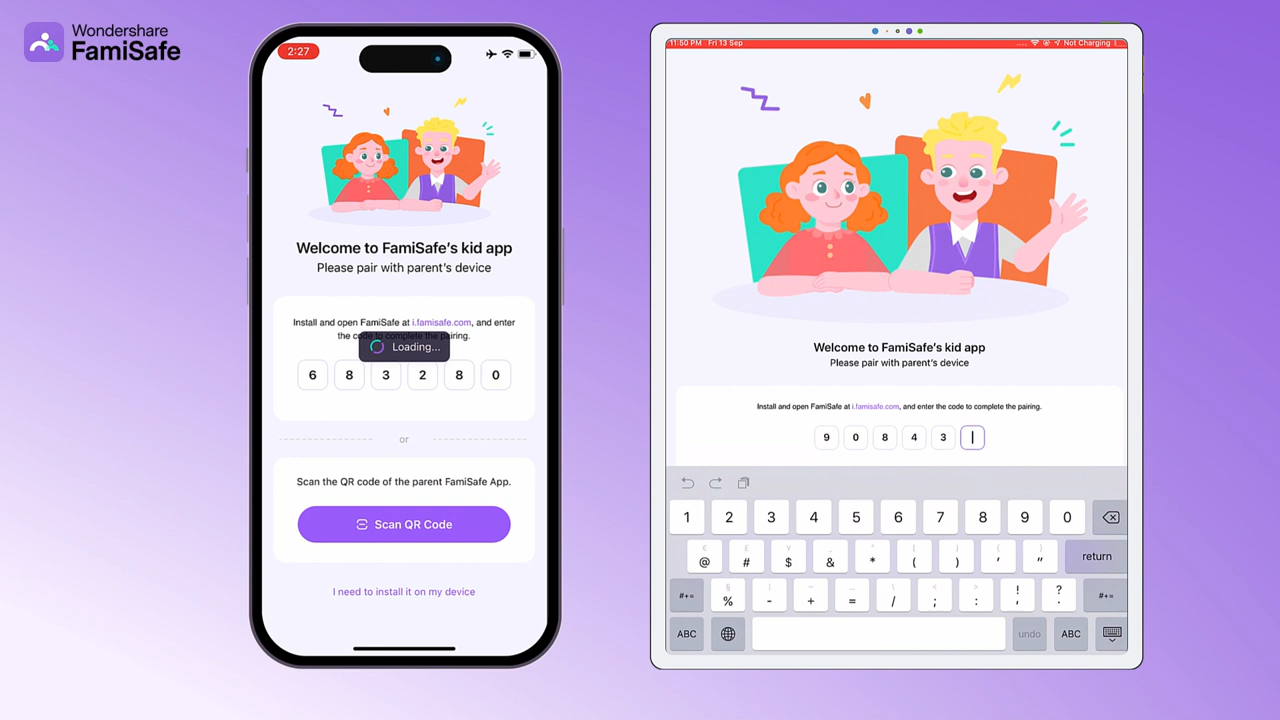 Wondershare
FamiSafe
2:27
Welcome to FamiSafe's kid app
Please pair with parent's device
Install and open FamiSafe at i.famisafe.com, and enter
the code to complete the pairing.
Loading...
6 8 3 2 8 0
or
Scan the QR code of the parent FamiSafe App.
Scan QR Code
I need to install it on my device
11:50 PM Fri 13 Sep
Not Charging
Welcome to FamiSafe's kid app
Please pair with parent's device
Install and open FamiSafe at i.famisafe.com, and enter the code to complete the pairing.
9 0 8 4 3
1 2 3 4 5 6 7 8 9 0
€ £ ¥ _ ^ [ ] { }
@ # $ & * ( ) ' "
return
§ | ~ … \ < >
#+= % - + = / ; : ! , ? . #+=
ABC
undo
ABC